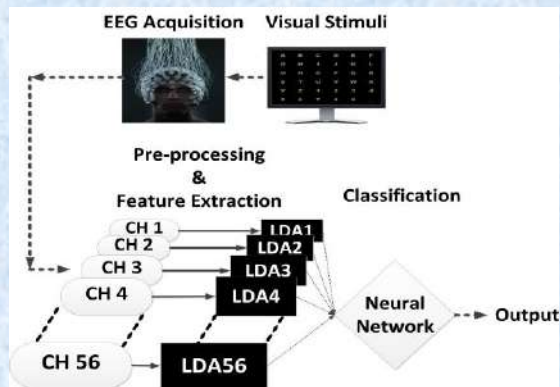 EEG Acquisition
Visual Stimuli
Pre-processing
&
Feature Extraction
Classification
CH 1
LDA1
CH 2
LDA2
CH 3
LDA3
CH 4
LDA4
CH 56
LDA56
Neural
Network
Output